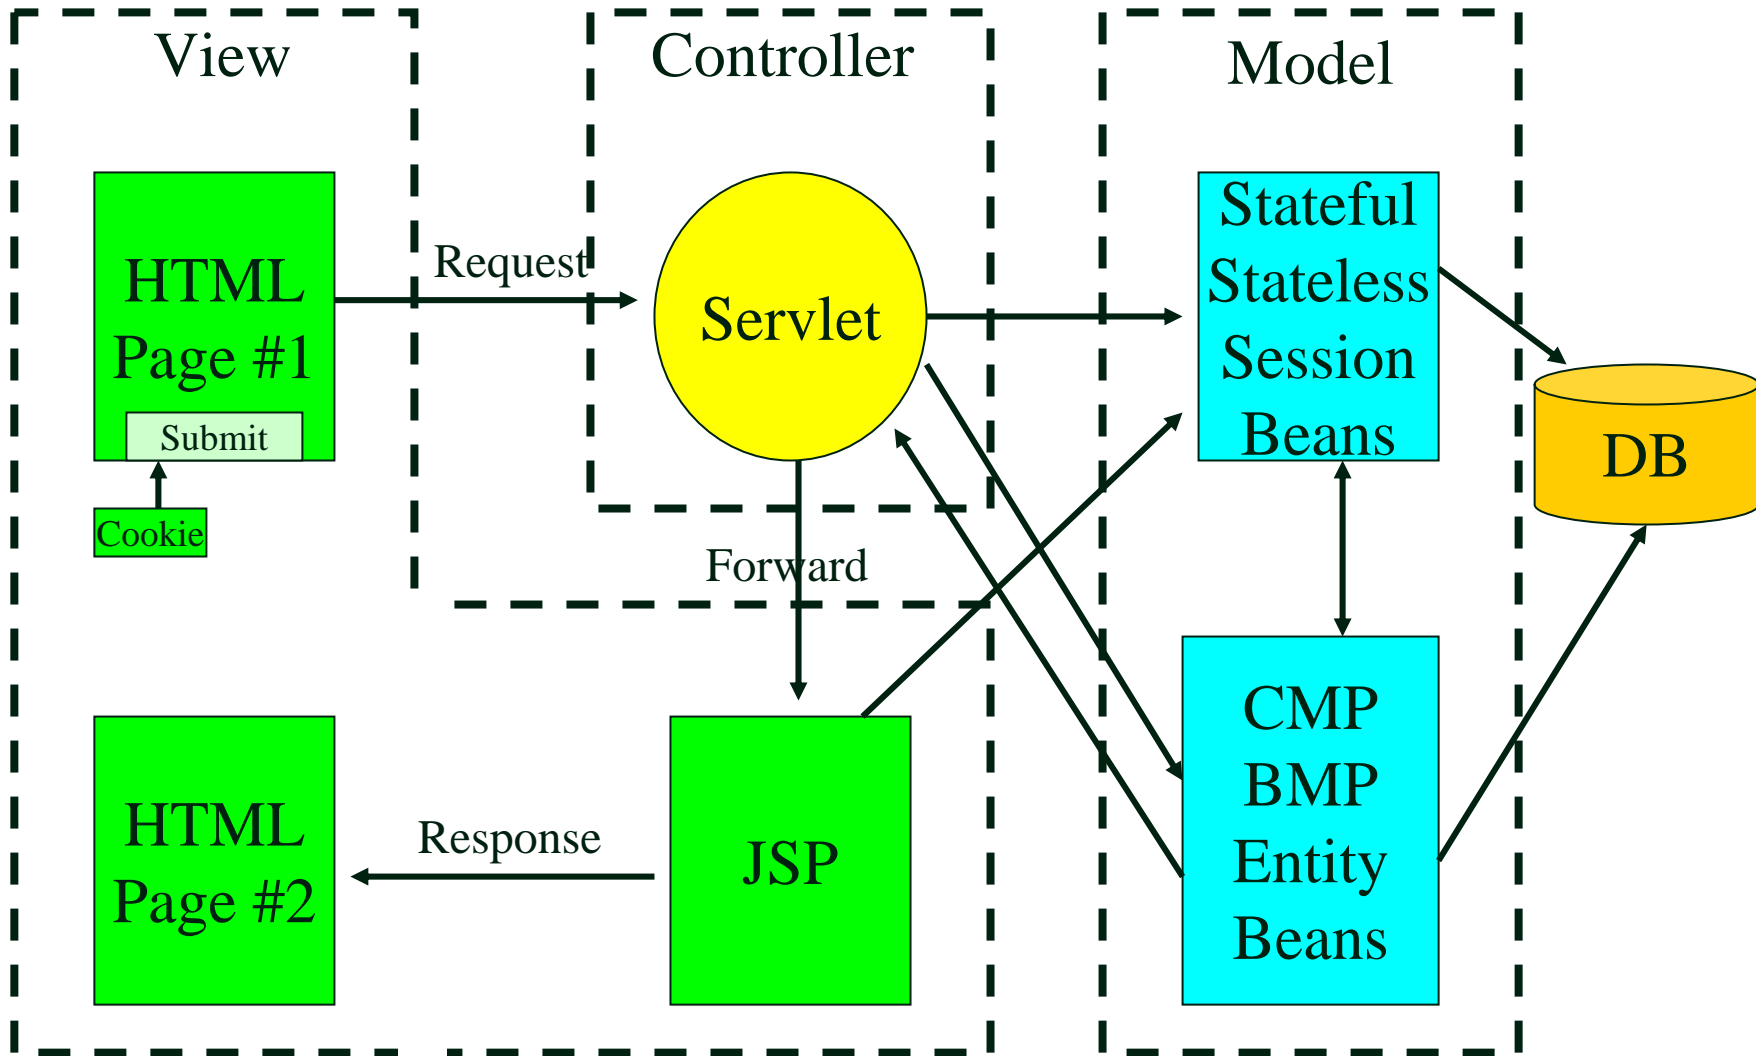 View
Controller
Model
HTML
Page #1
Submit
Cookie
Request
Servlet
Stateful
Stateless
Session
Beans
DB
Forward
HTML
Page #2
Response
JSP
CMP
BMP
Entity
Beans